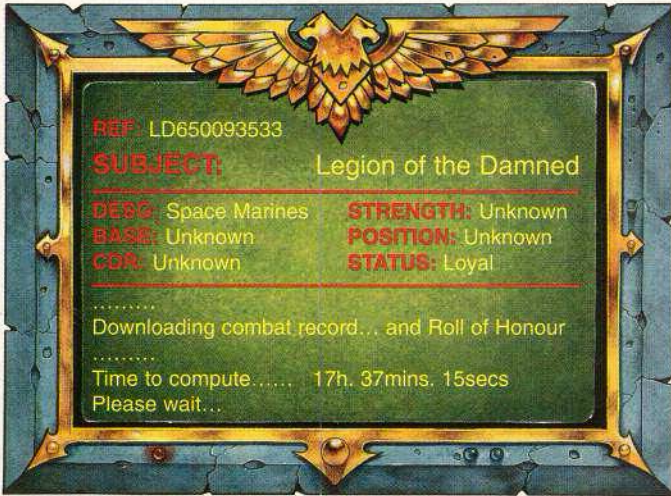 REF: LD650093533
SUBJECT: Legion of the Damned
DESG: Space Marines STRENGTH: Unknown
BASE: Unknown POSITION: Unknown
CDR: Unknown STATUS: Loyal
.........
Downloading combat record... and Roll of Honour
.........
Time to compute...... 17h. 37mins. 15secs
Please wait...